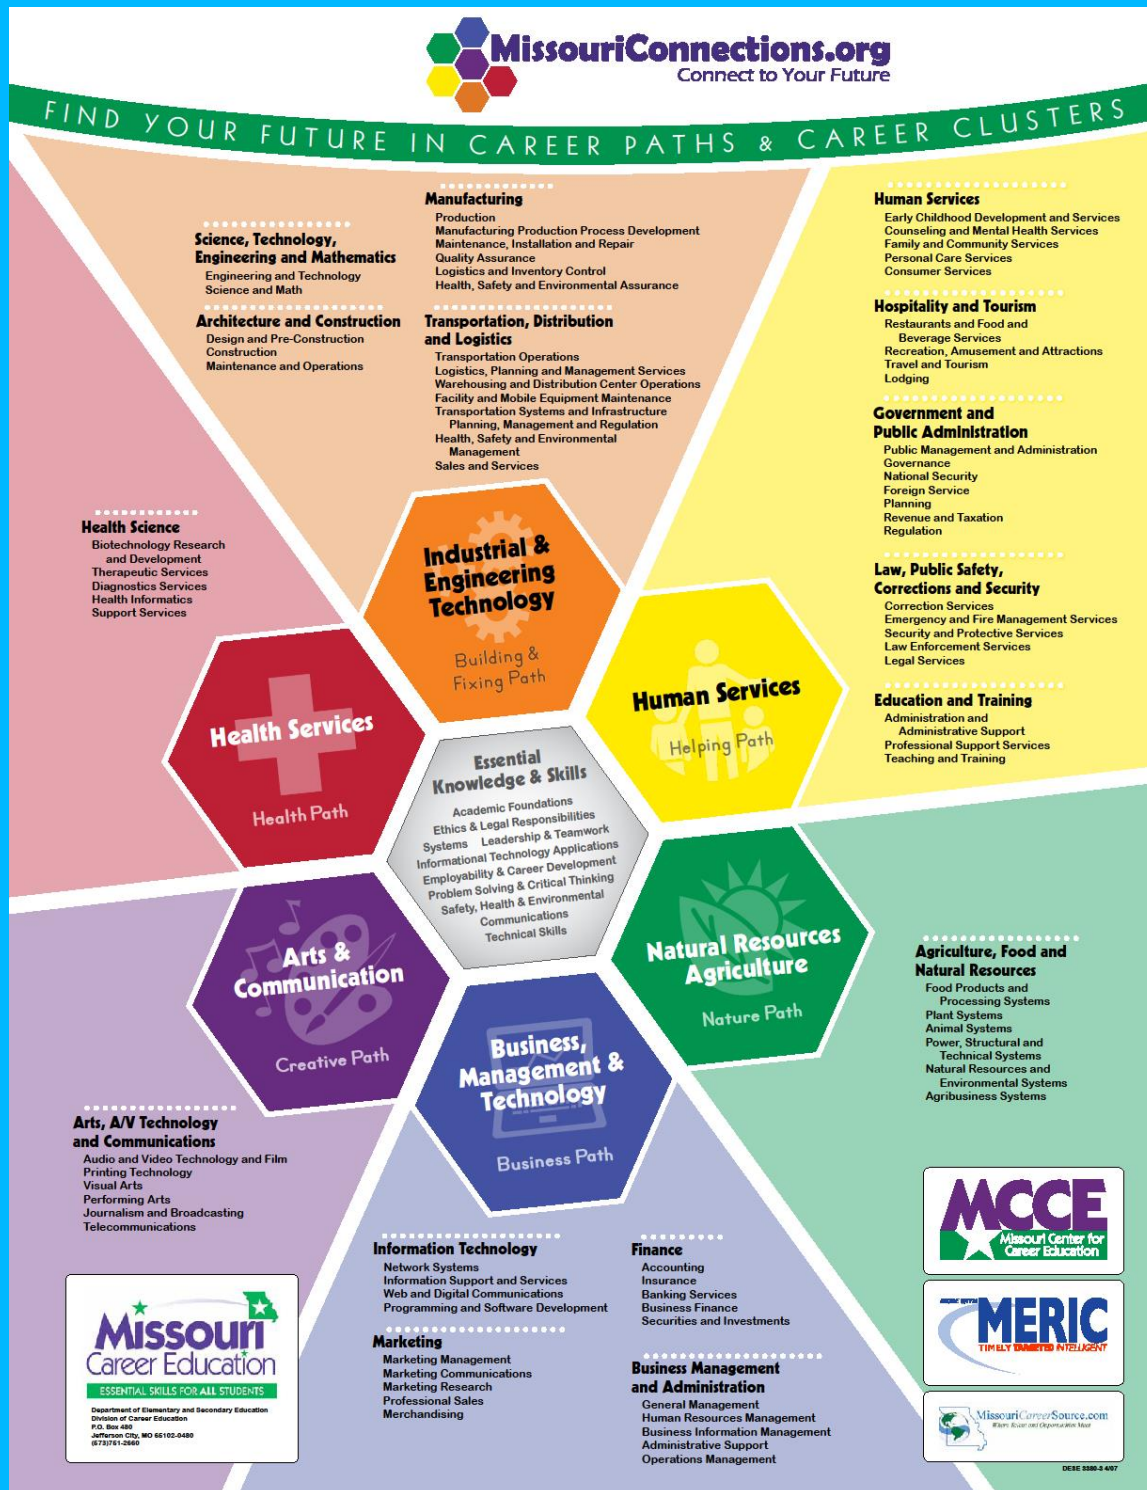 MissouriConnections.org
Connect to Your Future
FIND YOUR FUTURE IN CAREER PATHS & CAREER CLUSTERS
Science, Technology,
Engineering and Mathematics
Engineering and Technology
Science and Math
Architecture and Construction
Design and Pre-Construction
Construction
Maintenance and Operations
Manufacturing
Production
Manufacturing Production Process Development
Maintenance, Installation and Repair
Quality Assurance
Logistics and Inventory Control
Health, Safety and Environmental Assurance
Transportation, Distribution
and Logistics
Transportation Operations
Logistics, Planning and Management Services
Warehousing and Distribution Center Operations
Facility and Mobile Equipment Maintenance
Transportation Systems and Infrastructure
Planning, Management and Regulation
Health, Safety and Environmental
Management
Sales and Services
Human Services
Early Childhood Development and Services
Counseling and Mental Health Services
Family and Community Services
Personal Care Services
Consumer Services
Hospitality and Tourism
Restaurants and Food and
Beverage Services
Recreation, Amusement and Attractions
Travel and Tourism
Lodging
Government and
Public Administration
Public Management and Administration
Governance
National Security
Foreign Service
Planning
Revenue and Taxation
Regulation
Law, Public Safety,
Corrections and Security
Correction Services
Emergency and Fire Management Services
Security and Protective Services
Law Enforcement Services
Legal Services
Education and Training
Administration and
Administrative Support
Professional Support Services
Teaching and Training
Health Science
Biotechnology Research
and Development
Therapeutic Services
Diagnostics Services
Health Informatics
Support Services
Industrial &
Engineering
Technology
Building &
Fixing Path
Human Services
Helping Path
Health Services
Health Path
Essential
Knowledge & Skills
Academic Foundations
Ethics & Legal Responsibilities
Systems Leadership & Teamwork
Informational Technology Applications
Employability & Career Development
Problem Solving & Critical Thinking
Safety, Health & Environmental
Communications
Technical Skills
Natural Resources
Agriculture
Nature Path
Arts &
Communication
Creative Path
Business,
Management &
Technology
Business Path
Agriculture, Food and
Natural Resources
Food Products and
Processing Systems
Plant Systems
Animal Systems
Power, Structural and
Technical Systems
Natural Resources and
Environmental Systems
Agribusiness Systems
Arts, A/V Technology
and Communications
Audio and Video Technology and Film
Printing Technology
Visual Arts
Performing Arts
Journalism and Broadcasting
Telecommunications
Information Technology
Network Systems
Information Support and Services
Web and Digital Communications
Programming and Software Development
Marketing
Marketing Management
Marketing Communications
Marketing Research
Professional Sales
Merchandising
Finance
Accounting
Insurance
Banking Services
Business Finance
Securities and Investments
Business Management
and Administration
General Management
Human Resources Management
Business Information Management
Administrative Support
Operations Management
Missouri
Career Education
ESSENTIAL SKILLS FOR ALL STUDENTS
Department of Elementary and Secondary Education
Division of Career Education
P.O. Box 480
Jefferson City, MO 65102-0480
(573)751-2660
MCCE
Missouri Center for
Career Education
MERIC
TIMELY TARGETED INTELLIGENT
MissouriCareerSource.com
Where Talent and Opportunities Meet
DESE 3380-3 4/07